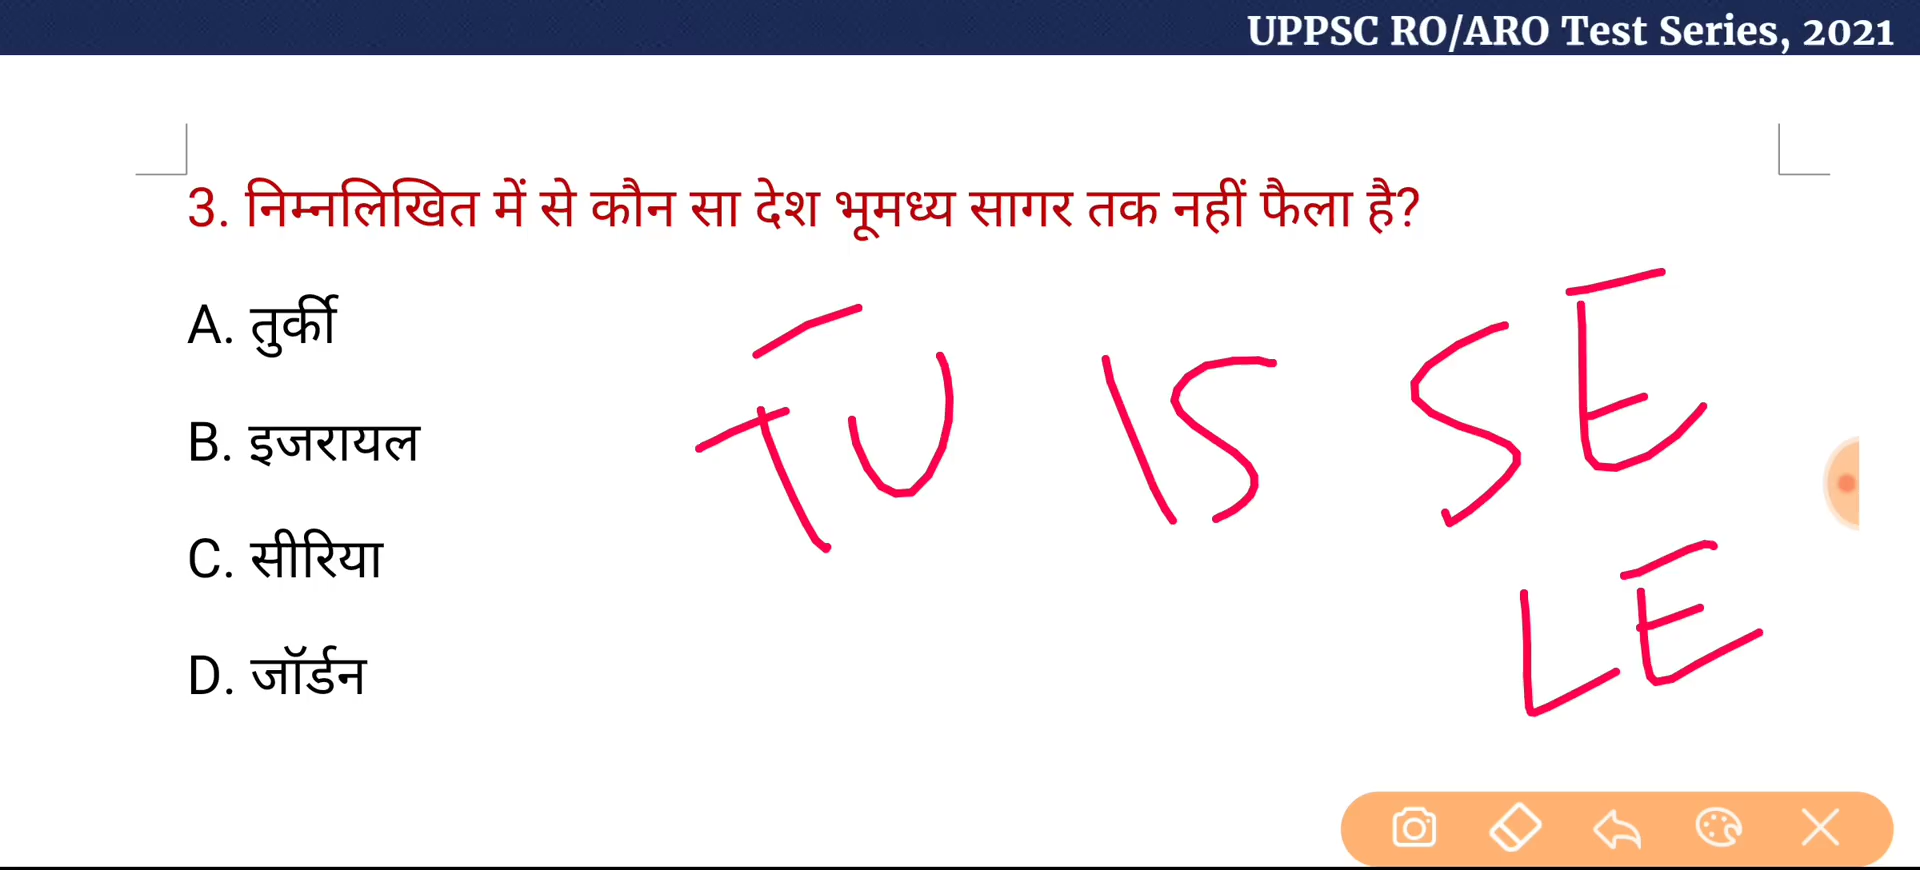 UPPSC RO/ARO Test Series, 2021
3. निम्नलिखित में से कौन सा देश भूमध्य सागर तक नहीं फैला है?
A. तुर्की
B. इजरायल
C. सीरिया
D. जॉर्डन
TU IS SE
LE